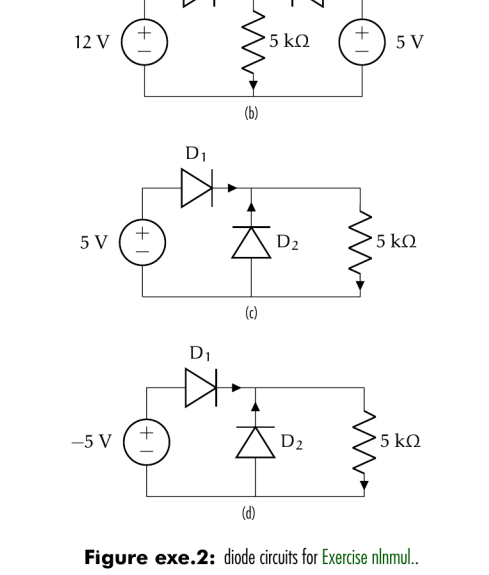 12 V
+
−
5 kΩ
+
−
5 V
(b)
D₁
5 V
+
−
D₂
5 kΩ
(c)
D₁
−5 V
+
−
D₂
5 kΩ
(d)
Figure exe.2: diode circuits for Exercise nlnmul..